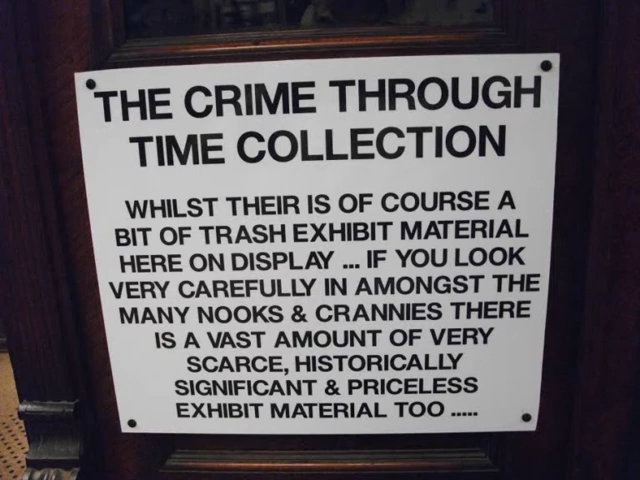 THE CRIME THROUGH
TIME COLLECTION
WHILST THEIR IS OF COURSE A
BIT OF TRASH EXHIBIT MATERIAL
HERE ON DISPLAY ... IF YOU LOOK
VERY CAREFULLY IN AMONGST THE
MANY NOOKS & CRANNIES THERE
IS A VAST AMOUNT OF VERY
SCARCE, HISTORICALLY
SIGNIFICANT & PRICELESS
EXHIBIT MATERIAL TOO .....